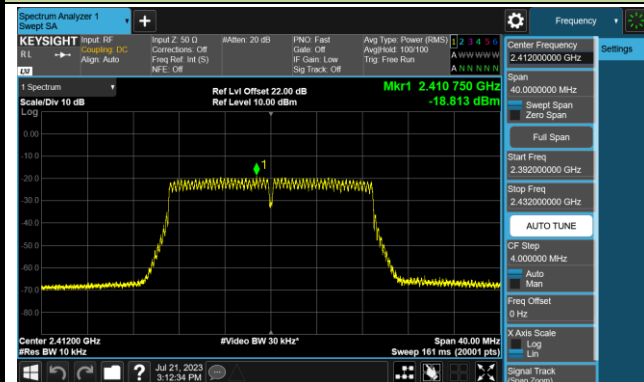 Spectrum Analyzer 1
Swept SA
+
Frequency
KEYSIGHT
R L
LXI
Input: RF
Coupling: DC
Align: Auto
Input Z: 50 Ω
Corrections: Off
Freq Ref: Int (S)
NFE: Off
#Atten: 20 dB
PNO: Fast
Gate: Off
IF Gain: Low
Sig Track: Off
Avg Type: Power (RMS)
Avg|Hold: 100/100
Trig: Free Run
1 2 3 4 5 6
A W W W W W
A N N N N N
Center Frequency
2.412000000 GHz
Settings
1 Spectrum
Scale/Div 10 dB
Log
Ref Lvl Offset 22.00 dB
Ref Level 10.00 dBm
Mkr1 2.410 750 GHz
-18.813 dBm
Span
40.0000000 MHz
Swept Span
Zero Span
Full Span
Start Freq
2.392000000 GHz
Stop Freq
2.432000000 GHz
AUTO TUNE
CF Step
4.000000 MHz
Auto
Man
Freq Offset
0 Hz
X Axis Scale
Log
Lin
Signal Track
(Span Zoom)
0.00
-10.0
-20.0
-30.0
-40.0
-50.0
-60.0
-70.0
-80.0
1
Center 2.41200 GHz
#Res BW 10 kHz
#Video BW 30 kHz*
Span 40.00 MHz
Sweep 161 ms (20001 pts)
?
Jul 21, 2023
3:12:34 PM